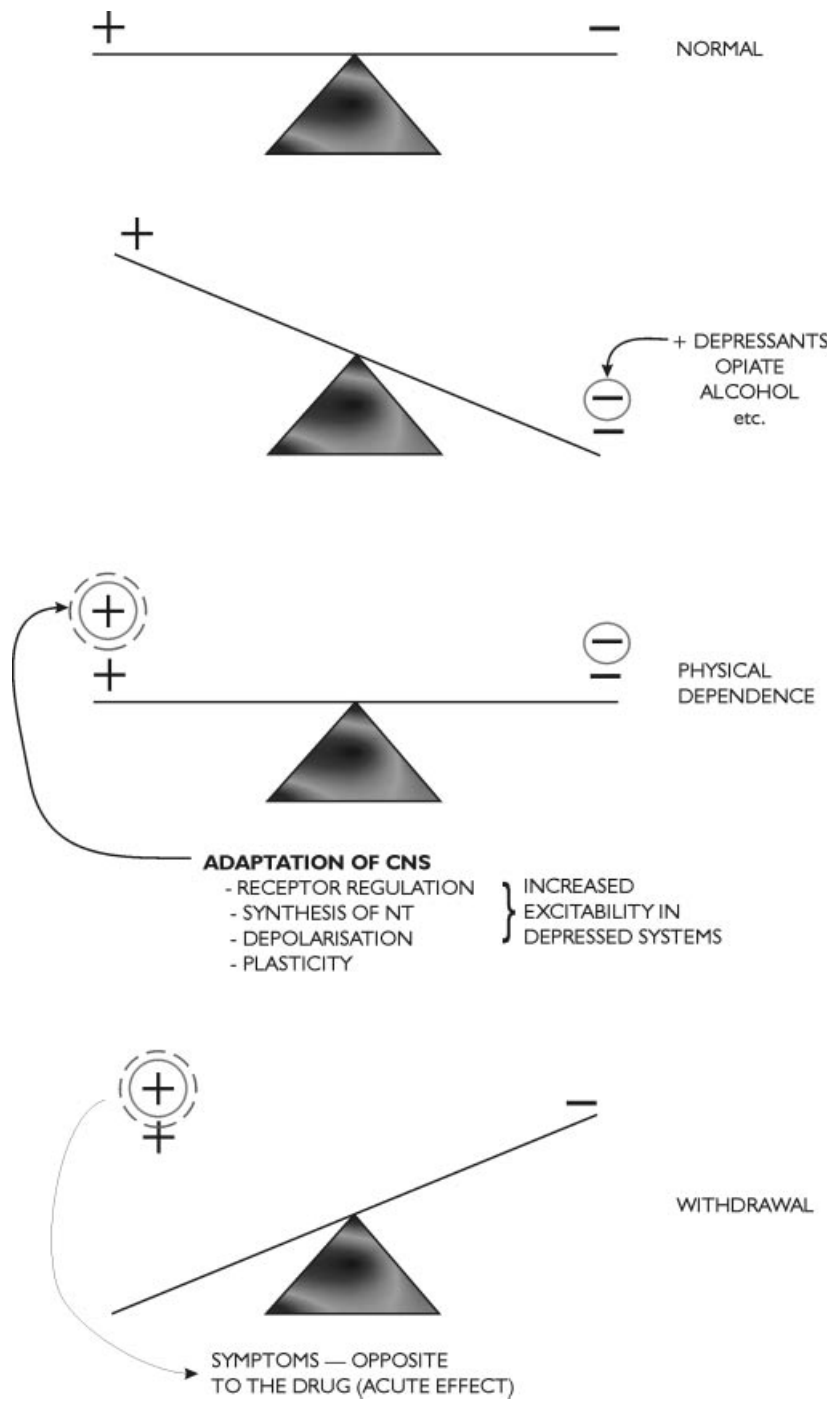 + − NORMAL
+
+ DEPRESSANTS
OPIATE
ALCOHOL
etc.
−
−
+ −
+ −
PHYSICAL
DEPENDENCE
ADAPTATION OF CNS
- RECEPTOR REGULATION
- SYNTHESIS OF NT
- DEPOLARISATION
- PLASTICITY
} INCREASED
EXCITABILITY IN
DEPRESSED SYSTEMS
+
+
−
WITHDRAWAL
SYMPTOMS — OPPOSITE
TO THE DRUG (ACUTE EFFECT)